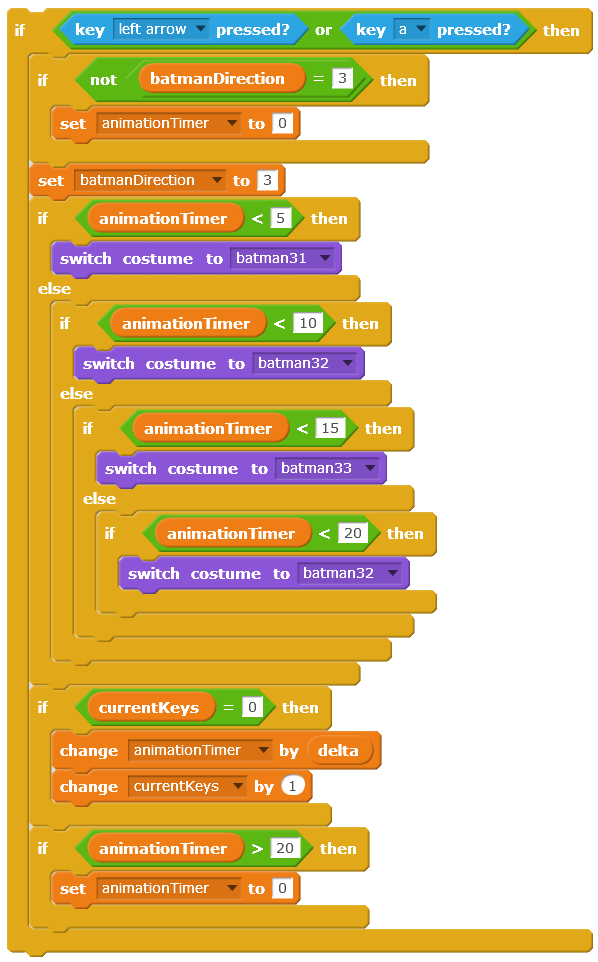 if key left arrow pressed? or key a pressed? then
if not batmanDirection = 3 then
set animationTimer to 0
set batmanDirection to 3
if animationTimer < 5 then
switch costume to batman31
else
if animationTimer < 10 then
switch costume to batman32
else
if animationTimer < 15 then
switch costume to batman33
else
if animationTimer < 20 then
switch costume to batman32
if currentKeys = 0 then
change animationTimer by delta
change currentKeys by 1
if animationTimer > 20 then
set animationTimer to 0